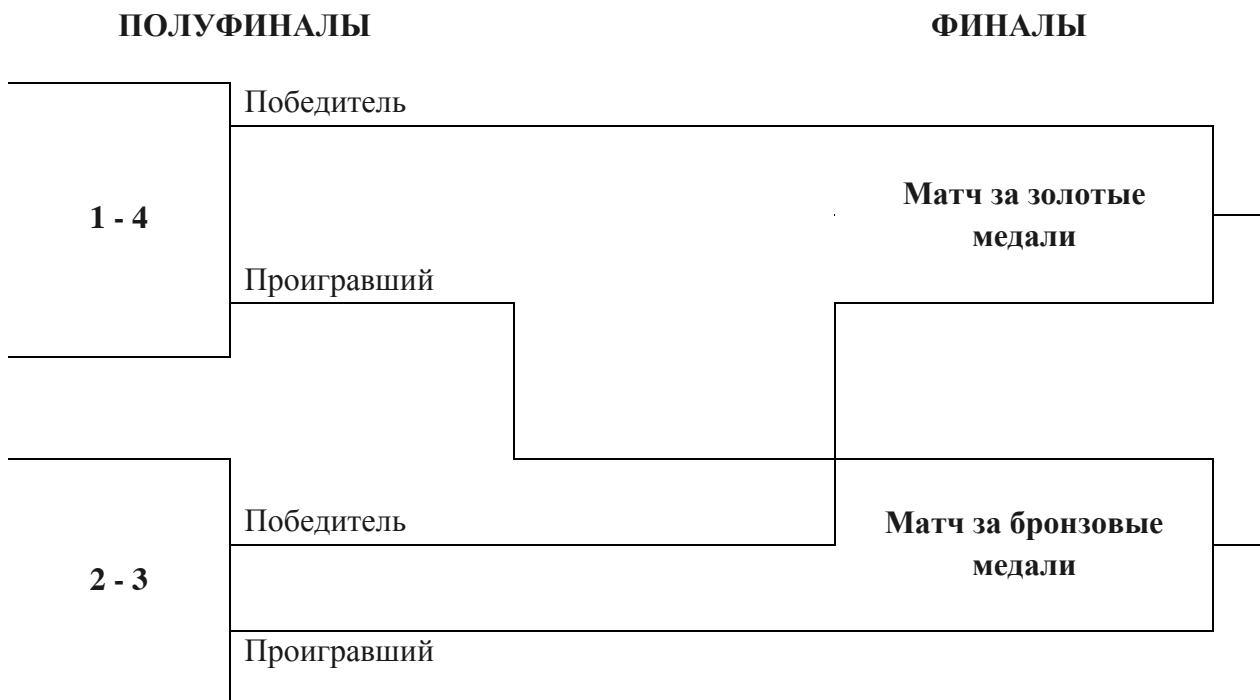 ПОЛУФИНАЛЫ
ФИНАЛЫ
Победитель
1 - 4
Матч за золотые
медали
Проигравший
Победитель
Матч за бронзовые
медали
2 - 3
Проигравший